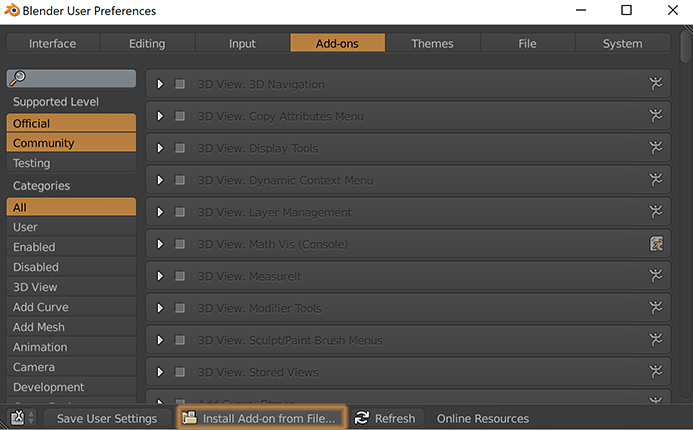 Blender User Preferences
Interface Editing Input Add-ons Themes File System
Supported Level
Official
Community
Testing
Categories
All
User
Enabled
Disabled
3D View
Add Curve
Add Mesh
Animation
Camera
Development
3D View: 3D Navigation
3D View: Copy Attributes Menu
3D View: Display Tools
3D View: Dynamic Context Menu
3D View: Layer Management
3D View: Math Vis (Console)
3D View: MeasureIt
3D View: Modifier Tools
3D View: Sculpt/Paint Brush Menus
3D View: Stored Views
Save User Settings Install Add-on from File... Refresh Online Resources